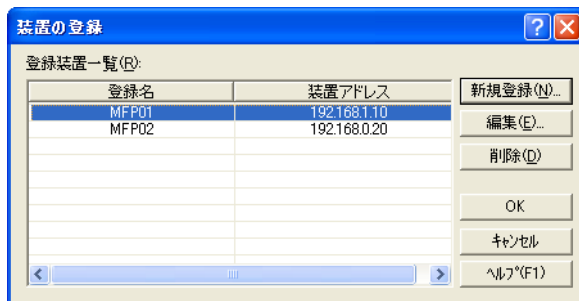 装置の登録
登録装置一覧(R):
登録名 装置アドレス
MFP01 192.168.1.10
MFP02 192.168.0.20
新規登録(N)...
編集(E)...
削除(D)
OK
キャンセル
ヘルプ(F1)